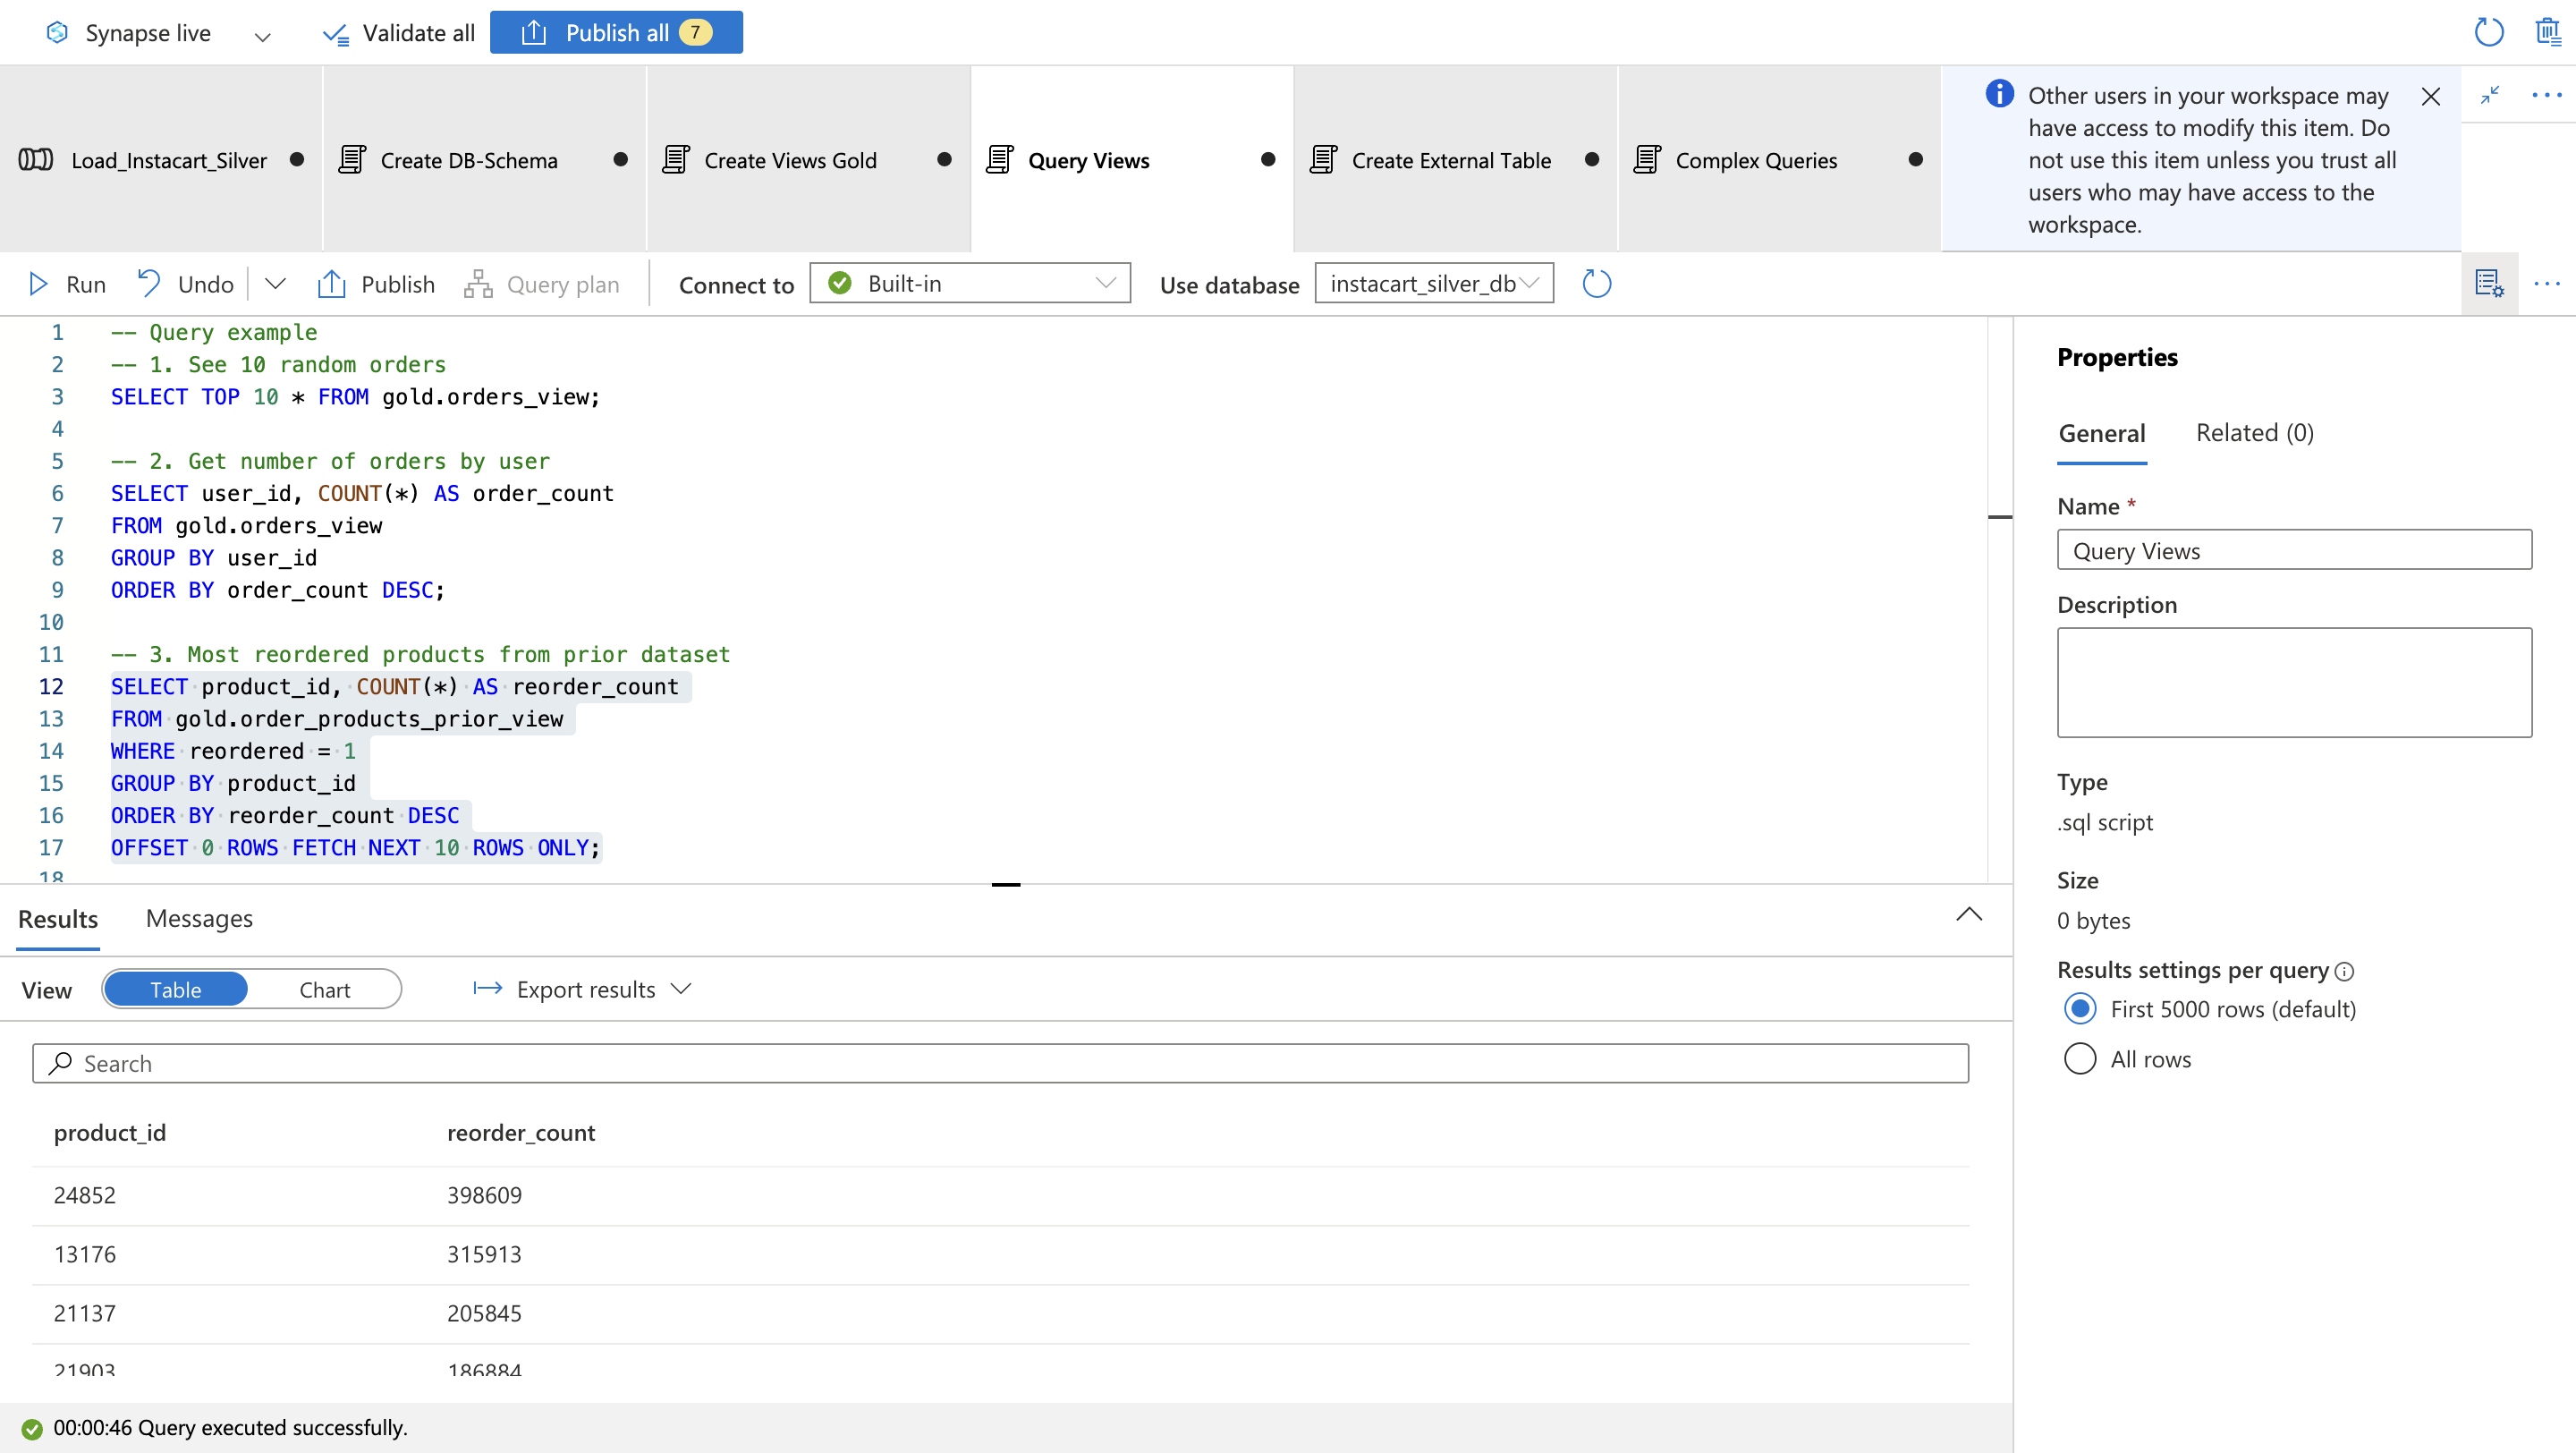 Synapse live
Validate all
Publish all 7
Load_Instacart_Silver
Create DB-Schema
Create Views Gold
Query Views
Create External Table
Complex Queries
Other users in your workspace may
have access to modify this item. Do
not use this item unless you trust all
users who may have access to the
workspace.
Run
Undo
Publish
Query plan
Connect to
Built-in
Use database
instacart_silver_db
1 -- Query example
2 -- 1. See 10 random orders
3 SELECT TOP 10 * FROM gold.orders_view;
4
5 -- 2. Get number of orders by user
6 SELECT user_id, COUNT(*) AS order_count
7 FROM gold.orders_view
8 GROUP BY user_id
9 ORDER BY order_count DESC;
10
11 -- 3. Most reordered products from prior dataset
12 SELECT product_id, COUNT(*) AS reorder_count
13 FROM gold.order_products_prior_view
14 WHERE reordered = 1
15 GROUP BY product_id
16 ORDER BY reorder_count DESC
17 OFFSET 0 ROWS FETCH NEXT 10 ROWS ONLY;
18
Results
Messages
View
Table
Chart
Export results
Search
product_id reorder_count
24852 398609
13176 315913
21137 205845
21903 186884
00:00:46 Query executed successfully.
Properties
General
Related (0)
Name *
Query Views
Description
Type
.sql script
Size
0 bytes
Results settings per query
First 5000 rows (default)
All rows